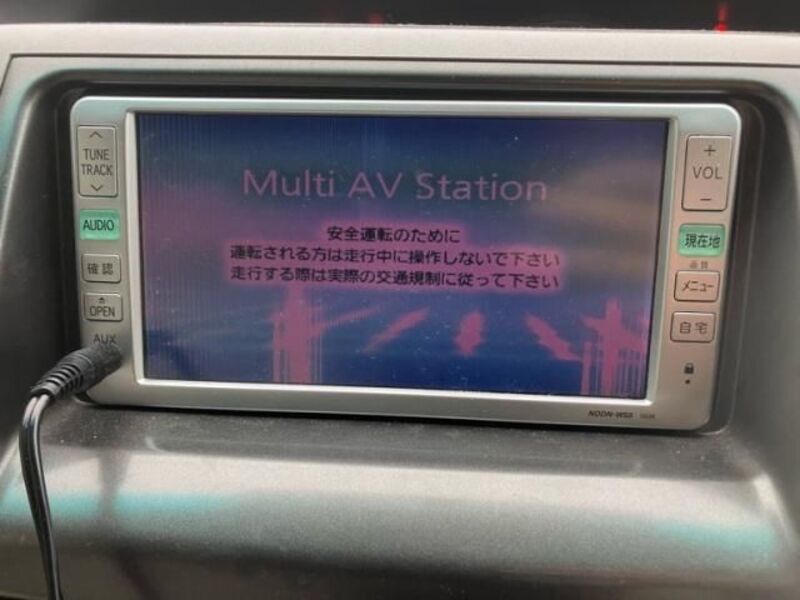 TUNE
TRACK
AUDIO
確認
OPEN
AUX
Multi AV Station
安全運転のために
運転される方は走行中に操作しないで下さい
走行する際は実際の交通規制に従って下さい
+
VOL
-
現在地
メニュー
自宅